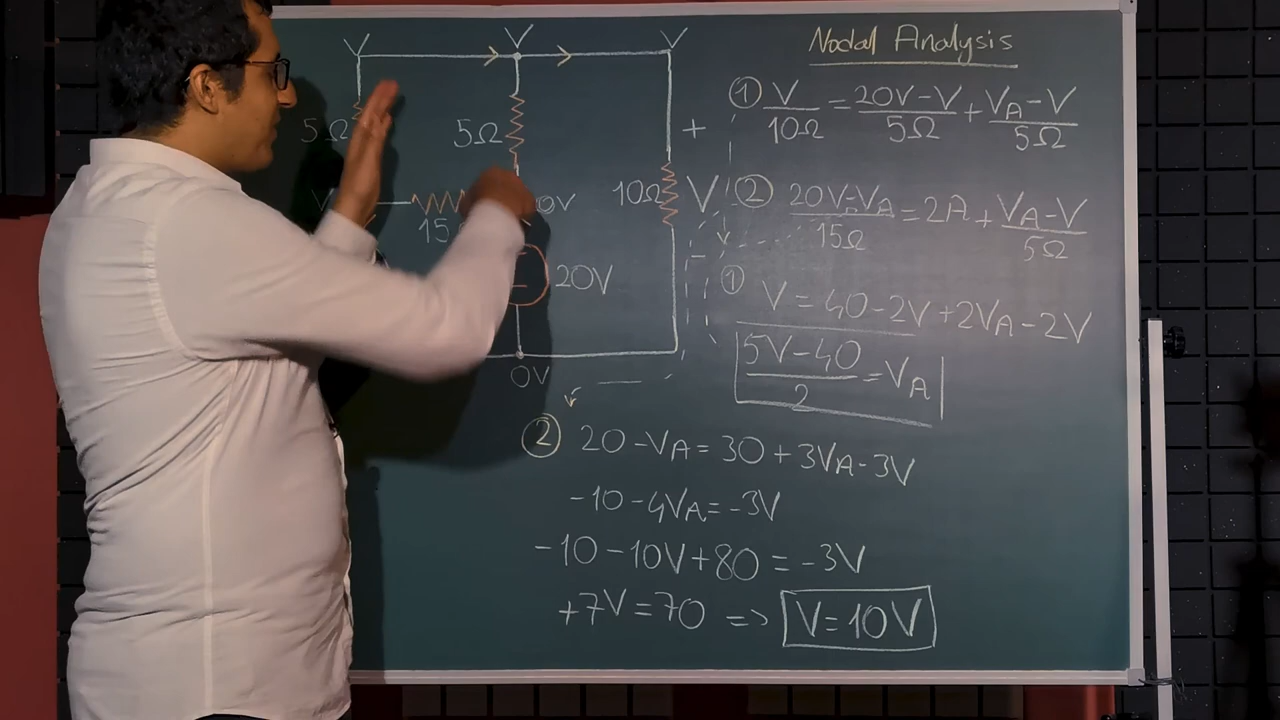 Nodal Analysis
V V V
5Ω 5Ω 10Ω
+
V
-
15
20V
0V
① V/10Ω = 20V-V/5Ω + VA-V/5Ω
② 20V-VA/15Ω = 2A + VA-V/5Ω
① V = 40 - 2V + 2VA - 2V
5V-40/2 = VA
② 20 - VA = 30 + 3VA - 3V
-10 - 4VA = -3V
-10 - 10V + 80 = -3V
+7V = 70 => V = 10V